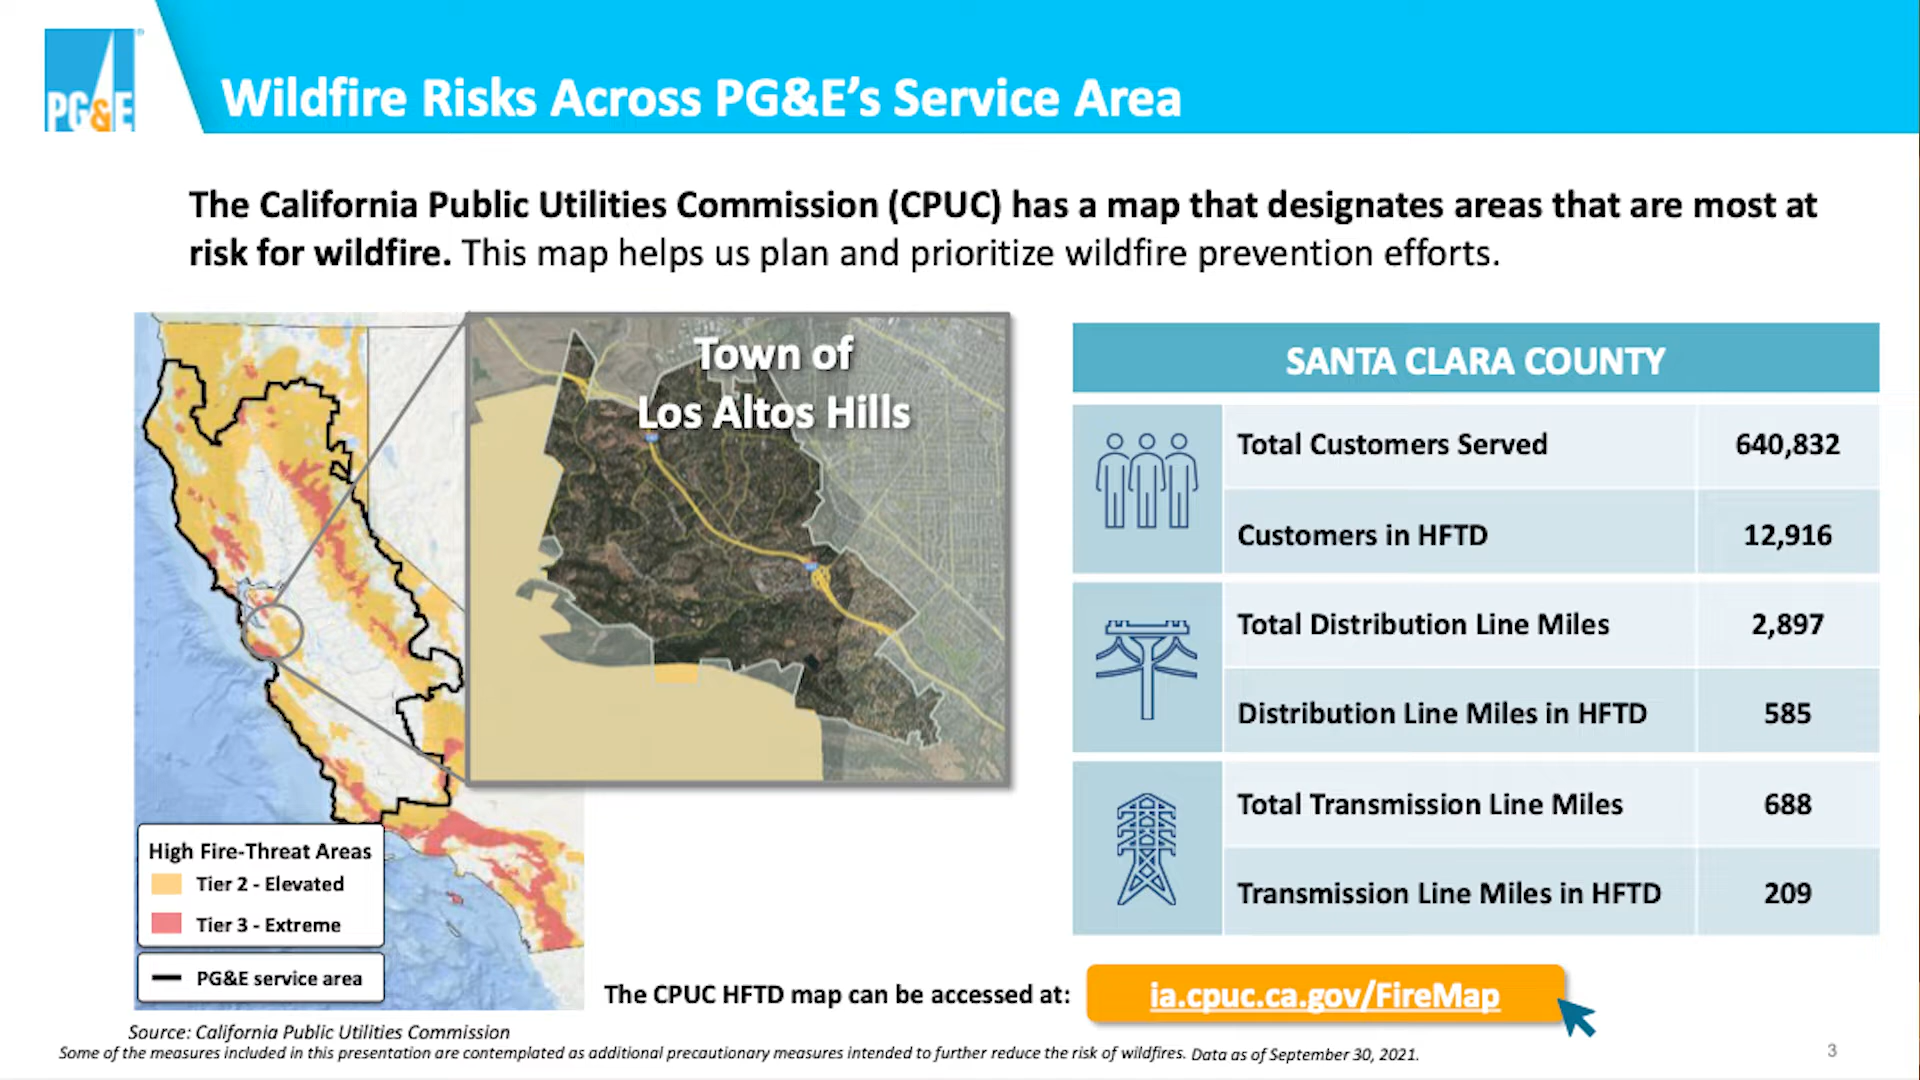 PG&E
®
Wildfire Risks Across PG&E's Service Area
The California Public Utilities Commission (CPUC) has a map that designates areas that are most at
risk for wildfire. This map helps us plan and prioritize wildfire prevention efforts.
Town of
Los Altos Hills
High Fire-Threat Areas
Tier 2 - Elevated
Tier 3 - Extreme
PG&E service area
SANTA CLARA COUNTY
Total Customers Served 640,832
Customers in HFTD 12,916
Total Distribution Line Miles 2,897
Distribution Line Miles in HFTD 585
Total Transmission Line Miles 688
Transmission Line Miles in HFTD 209
The CPUC HFTD map can be accessed at: ia.cpuc.ca.gov/FireMap
Source: California Public Utilities Commission
Some of the measures included in this presentation are contemplated as additional precautionary measures intended to further reduce the risk of wildfires. Data as of September 30, 2021.
3